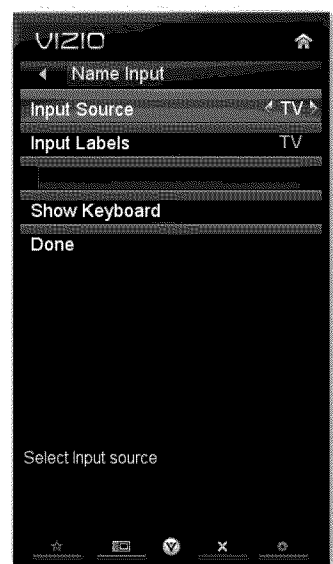 VIZIO
Name Input
Input Source TV
Input Labels TV
Show Keyboard
Done
Select Input source
V